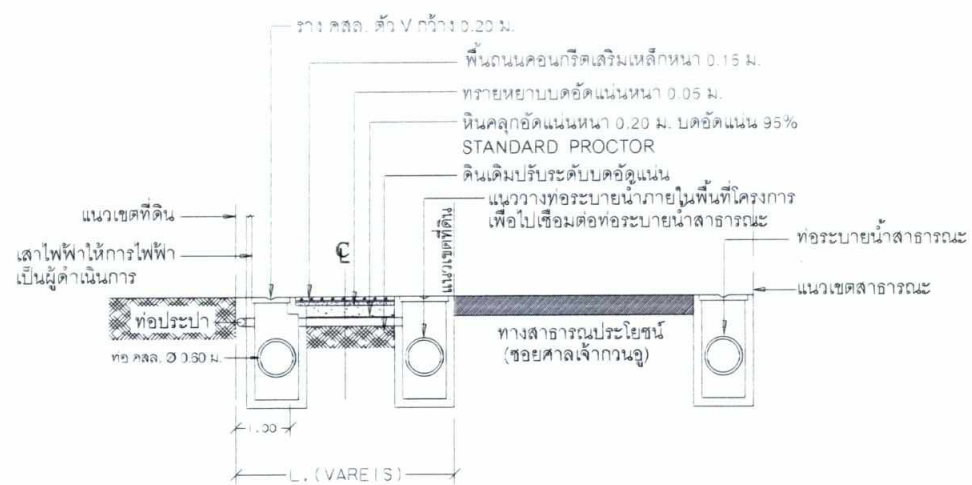 ราง คสล. ตัว V กว้าง 0.20 ม.
พื้นถนนคอนกรีตเสริมเหล็กหนา 0.15 ม.
ทรายหยาบบดอัดแน่นหนา 0.05 ม.
หินคลุกอัดแน่นหนา 0.20 ม. บดอัดแน่น 95%
STANDARD PROCTOR
ดินเดิมปรับระดับบดอัดแน่น
แนววางท่อระบายน้ำภายในพื้นที่โครงการ
เพื่อไปเชื่อมต่อท่อระบายน้ำสาธารณะ
แนวเขตที่ดิน
เสาไฟฟ้าให้การไฟฟ้า
เป็นผู้ดำเนินการ
℄
แนวเขตที่ดิน
ท่อระบายน้ำสาธารณะ
แนวเขตสาธารณะ
ท่อประปา
ท่อ คสล. Ø 0.60 ม.
ทางสาธารณประโยชน์
(ซอยศาลเจ้ากวนอู)
1.00
L. (VAREIS)